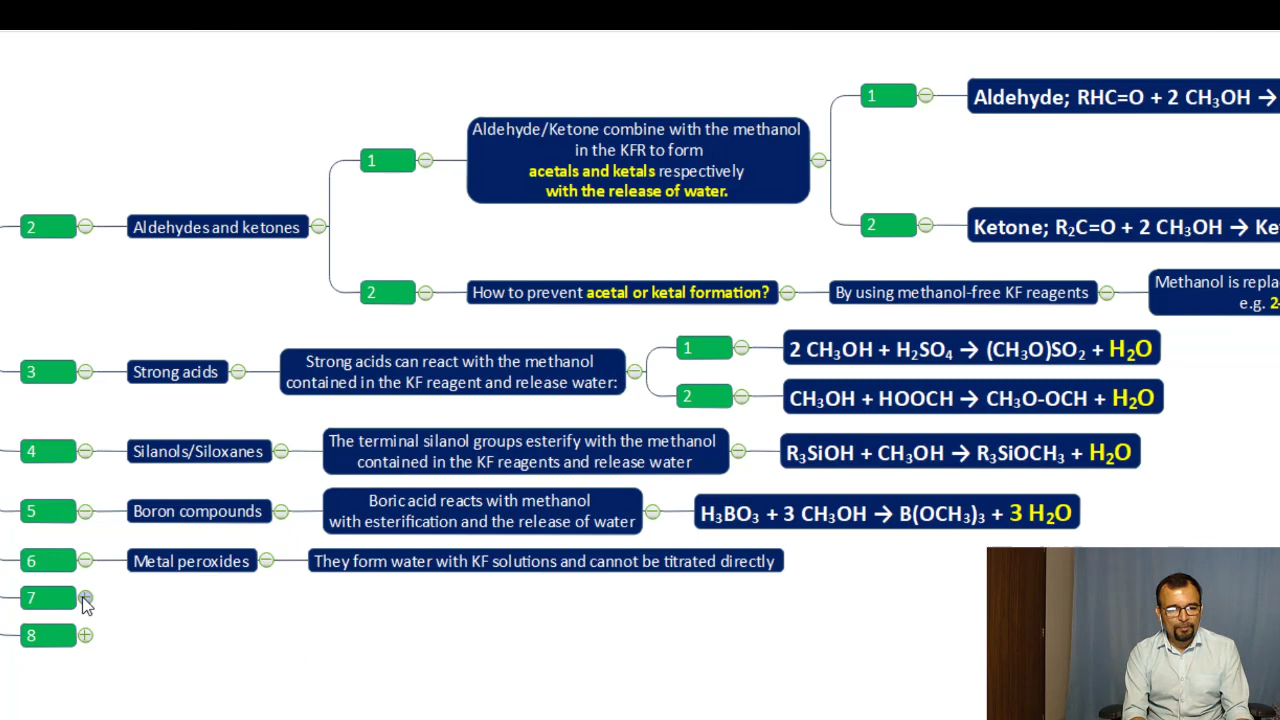 1
Aldehyde; RHC=O + 2 CH₃OH →
Aldehyde/Ketone combine with the methanol
in the KFR to form
acetals and ketals respectively
with the release of water.
1
2
Aldehydes and ketones
2
Ketone; R₂C=O + 2 CH₃OH → Ke
2
How to prevent acetal or ketal formation?
By using methanol-free KF reagents
Methanol is repla
e.g. 2-
3
Strong acids
Strong acids can react with the methanol
contained in the KF reagent and release water:
1
2 CH₃OH + H₂SO₄ → (CH₃O)SO₂ + H₂O
2
CH₃OH + HOOCH → CH₃O-OCH + H₂O
4
Silanols/Siloxanes
The terminal silanol groups esterify with the methanol
contained in the KF reagents and release water
R₃SiOH + CH₃OH → R₃SiOCH₃ + H₂O
5
Boron compounds
Boric acid reacts with methanol
with esterification and the release of water
H₃BO₃ + 3 CH₃OH → B(OCH₃)₃ + 3 H₂O
6
Metal peroxides
They form water with KF solutions and cannot be titrated directly
7
8